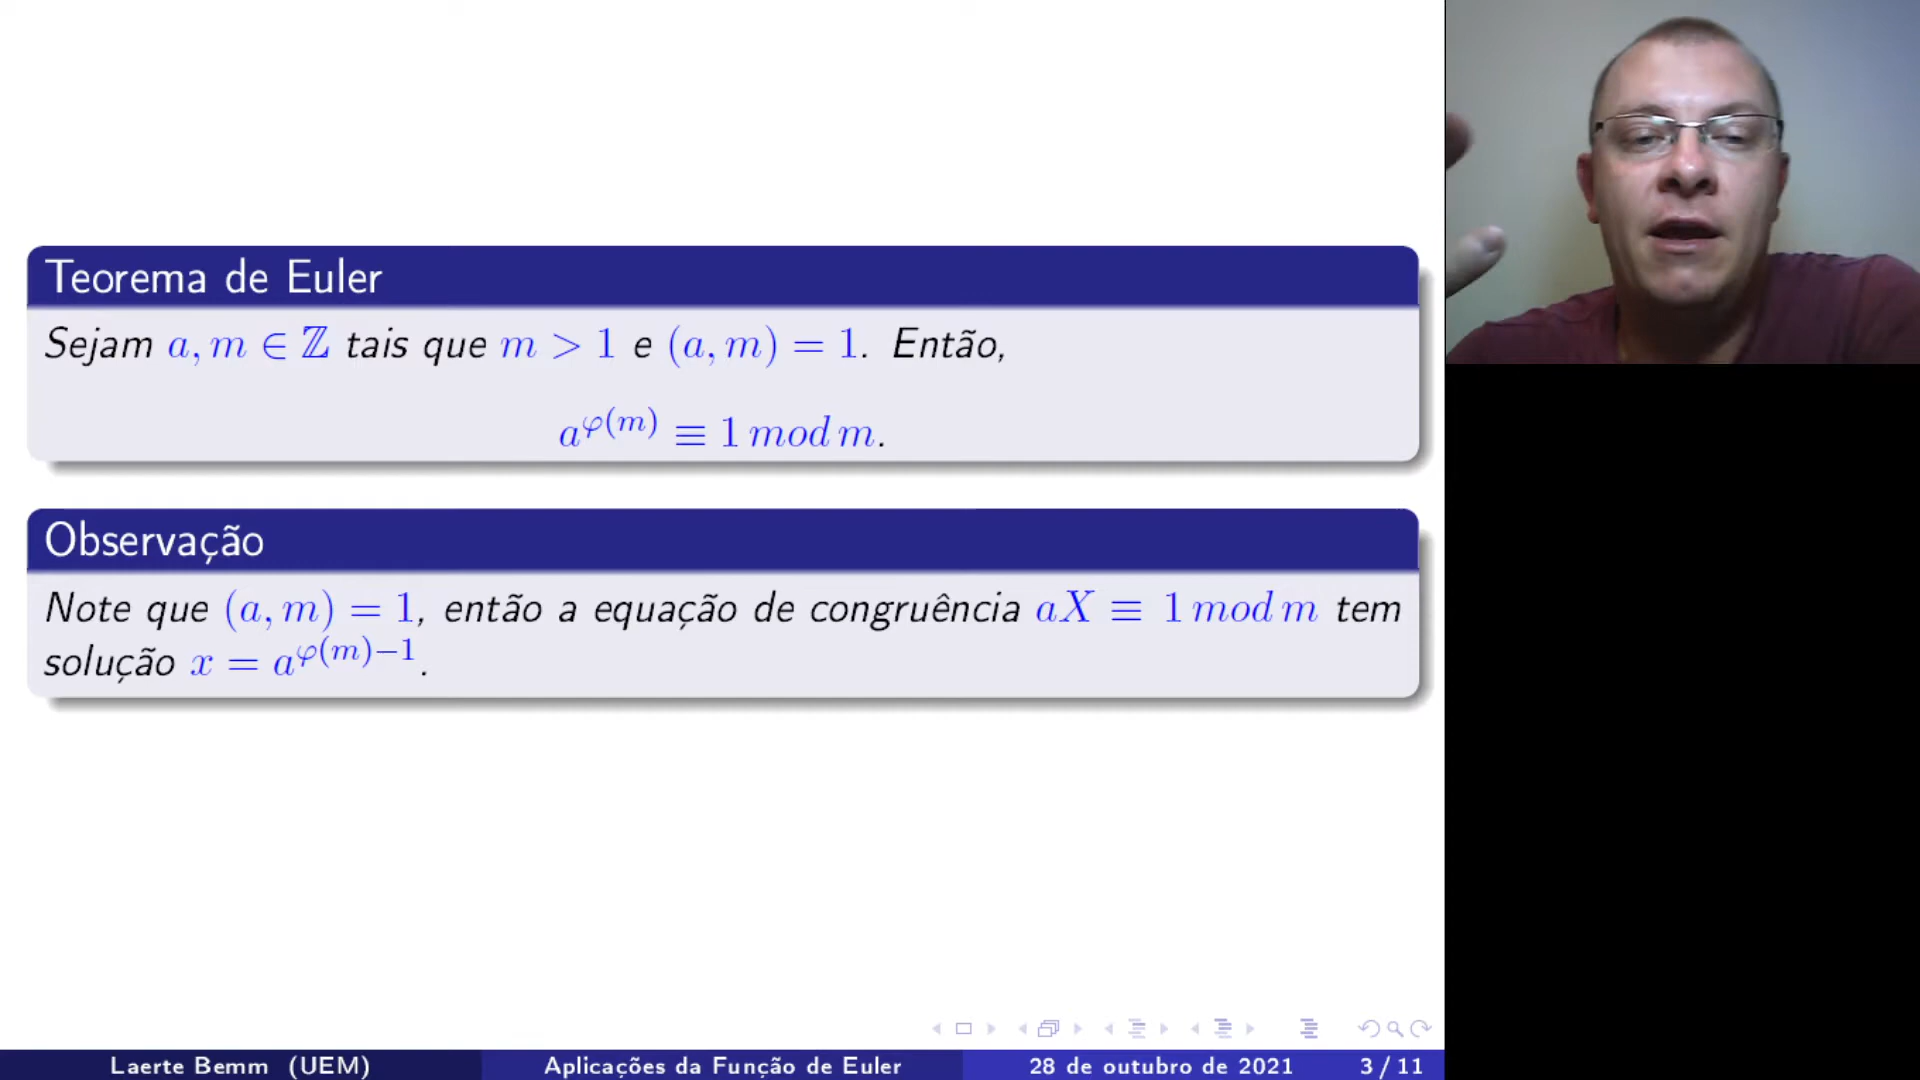 Teorema de Euler
Sejam a, m ∈ ℤ tais que m > 1 e (a, m) = 1. Então,
a^{φ(m)} ≡ 1 mod m.
Observação
Note que (a, m) = 1, então a equação de congruência aX ≡ 1 mod m tem
solução x = a^{φ(m)−1}.
Laerte Bemm (UEM) Aplicações da Função de Euler 28 de outubro de 2021 3 / 11